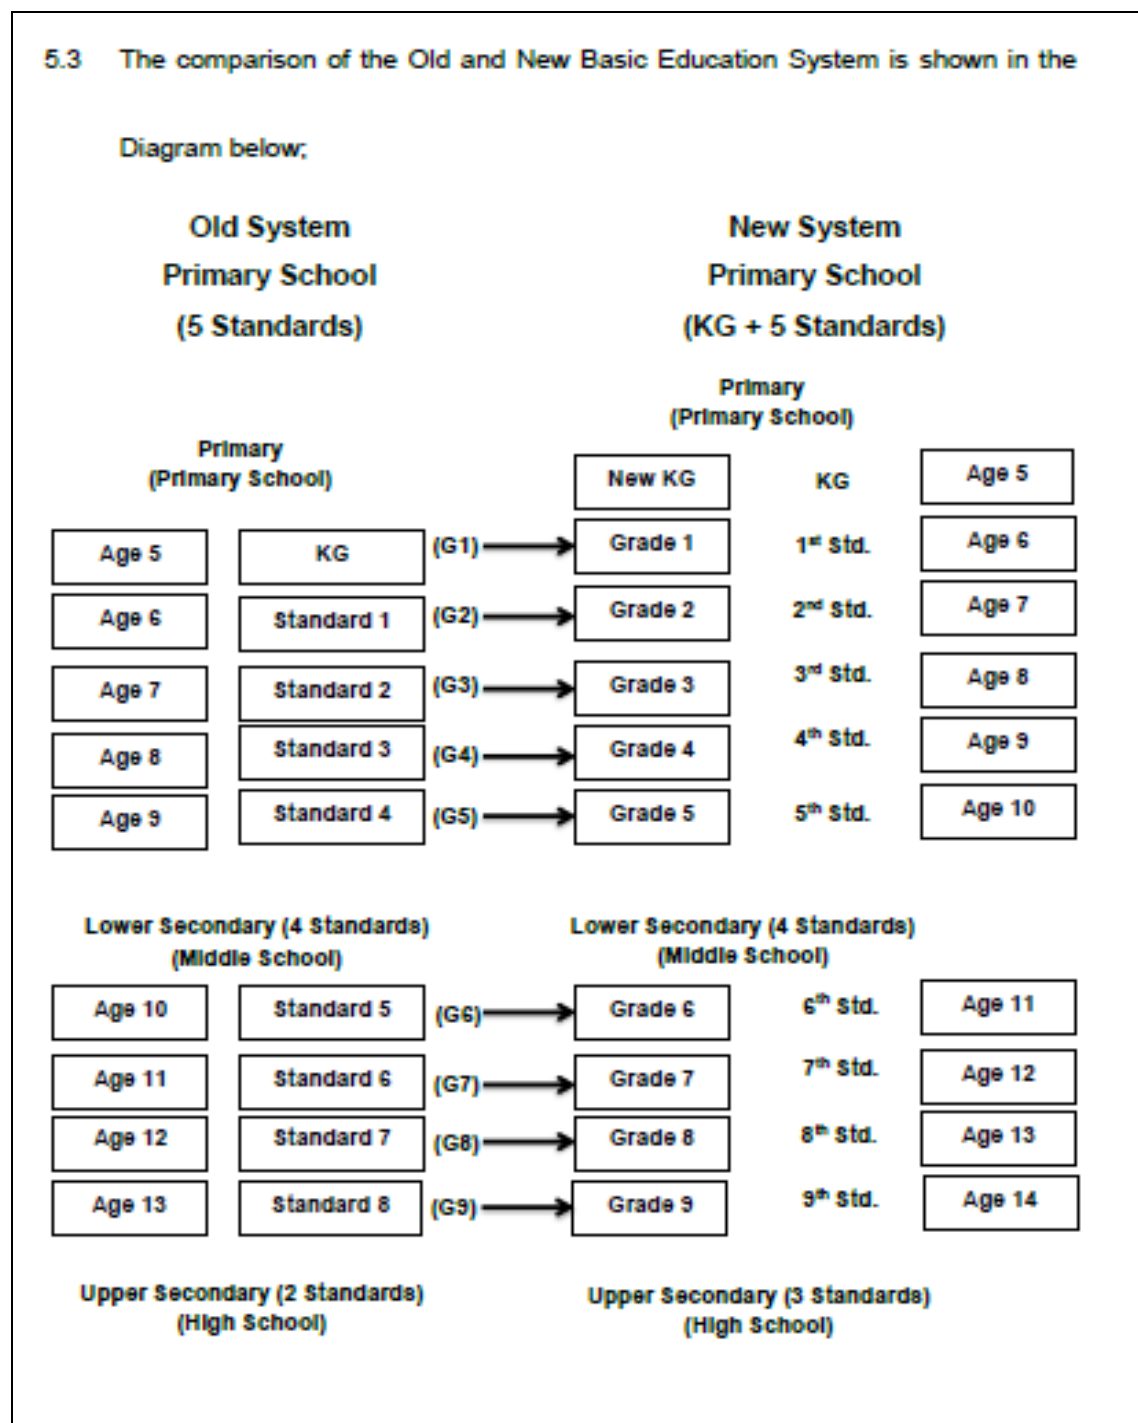 5.3 The comparison of the Old and New Basic Education System is shown in the
Diagram below;
Old System
Primary School
(5 Standards)
New System
Primary School
(KG + 5 Standards)
Primary
(Primary School)
Primary
(Primary School)
New KG KG Age 5
Age 5 KG (G1) Grade 1 1st Std. Age 6
Age 6 Standard 1 (G2) Grade 2 2nd Std. Age 7
Age 7 Standard 2 (G3) Grade 3 3rd Std. Age 8
Age 8 Standard 3 (G4) Grade 4 4th Std. Age 9
Age 9 Standard 4 (G5) Grade 5 5th Std. Age 10
Lower Secondary (4 Standards)
(Middle School)
Lower Secondary (4 Standards)
(Middle School)
Age 10 Standard 5 (G6) Grade 6 6th Std. Age 11
Age 11 Standard 6 (G7) Grade 7 7th Std. Age 12
Age 12 Standard 7 (G8) Grade 8 8th Std. Age 13
Age 13 Standard 8 (G9) Grade 9 9th Std. Age 14
Upper Secondary (2 Standards)
(High School)
Upper Secondary (3 Standards)
(High School)